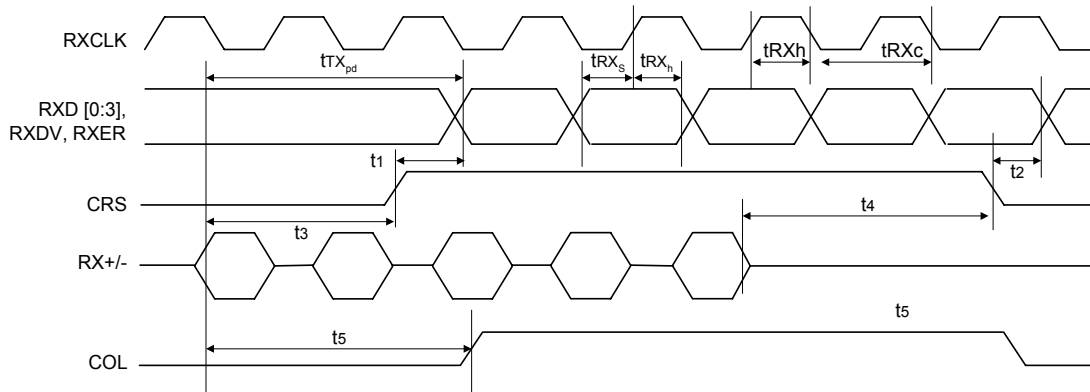 RXCLK
tTXpd
tRXs
tRXh
tRXh
tRXc
RXD [0:3],
RXDV, RXER
t1
t2
CRS
t3
t4
RX+/-
t5
t5
COL